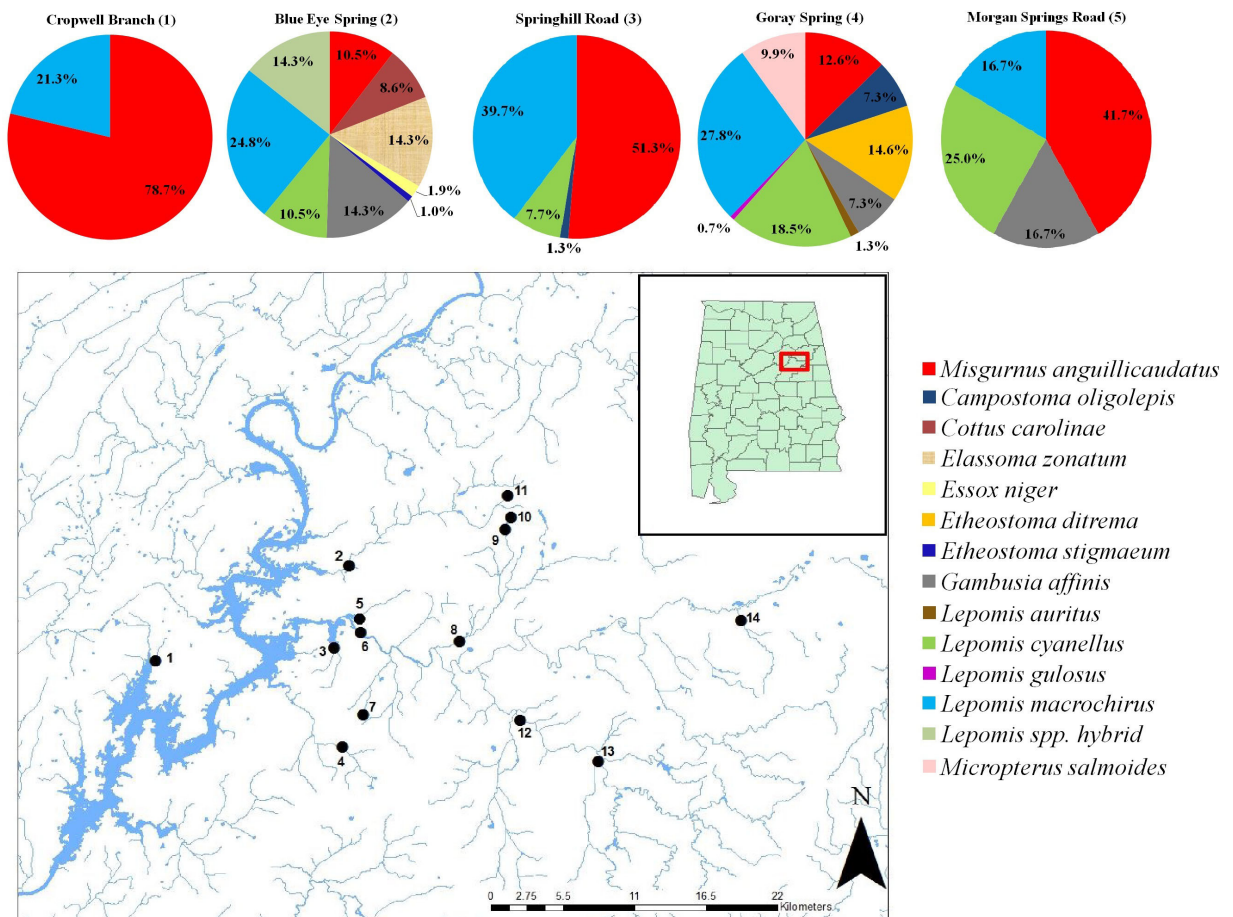 Cropwell Branch (1)
Blue Eye Spring (2)
Springhill Road (3)
Goray Spring (4)
Morgan Springs Road (5)
21.3%
78.7%
14.3%
10.5%
8.6%
24.8%
14.3%
1.9%
1.0%
10.5%
14.3%
39.7%
51.3%
7.7%
1.3%
9.9%
12.6%
7.3%
27.8%
14.6%
7.3%
0.7%
18.5%
1.3%
16.7%
41.7%
25.0%
16.7%
Misgurnus anguillicaudatus
Campostoma oligolepis
Cottus carolinae
Elassoma zonatum
Essox niger
Etheostoma ditrema
Etheostoma stigmaeum
Gambusia affinis
Lepomis auritus
Lepomis cyanellus
Lepomis gulosus
Lepomis macrochirus
Lepomis spp. hybrid
Micropterus salmoides
11
10
9
2
5
14
6
8
3
1
7
12
4
13
N
0 2.75 5.5 11 16.5 22
Kilometers